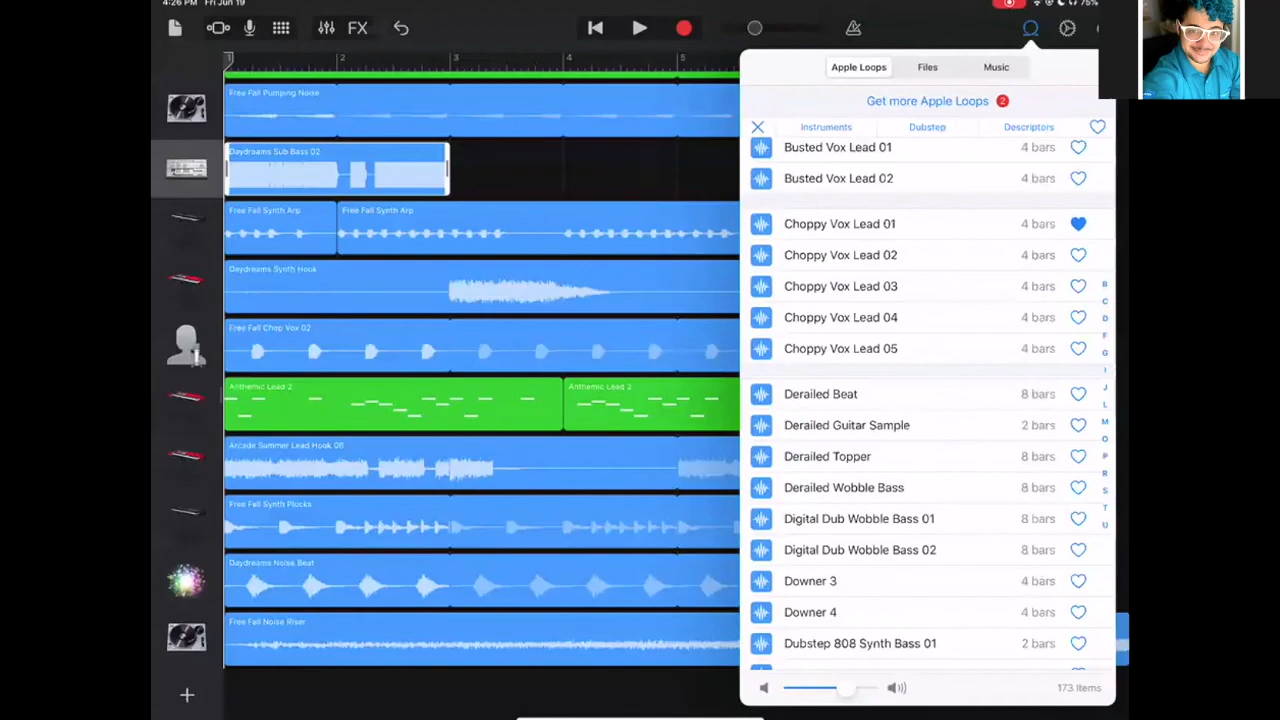 4:26 PM Fri Jun 19
75%
FX
1 2 3 4 5
Apple Loops Files Music
Get more Apple Loops 2
Instruments Dubstep Descriptors
Busted Vox Lead 01 4 bars
Busted Vox Lead 02 4 bars
Choppy Vox Lead 01 4 bars
Choppy Vox Lead 02 4 bars
Choppy Vox Lead 03 4 bars
Choppy Vox Lead 04 4 bars
Choppy Vox Lead 05 4 bars
Derailed Beat 8 bars
Derailed Guitar Sample 2 bars
Derailed Topper 8 bars
Derailed Wobble Bass 8 bars
Digital Dub Wobble Bass 01 8 bars
Digital Dub Wobble Bass 02 8 bars
Downer 3 4 bars
Downer 4 4 bars
Dubstep 808 Synth Bass 01 2 bars
173 items
B
C
D
F
G
I
J
L
M
O
P
R
S
T
U
Free Fall Pumping Noise
Daydreams Sub Bass 02
Free Fall Synth Arp Free Fall Synth Arp
Daydreams Synth Hook
Free Fall Chop Vox 02
Anthemic Lead 2 Anthemic Lead 2
Arcade Summer Lead Hook 06
Free Fall Synth Plucks
Daydreams Noise Beat
Free Fall Noise Riser